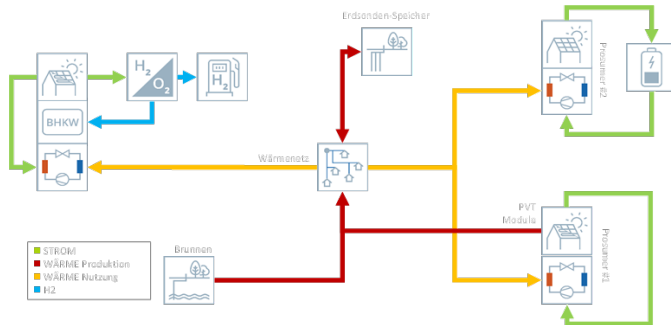 Erdsonden-Speicher
H2
O2
H2
BHKW
Prosumer #2
Wärmenetz
PVT
Module
Prosumer #1
Brunnen
STROM
WÄRME Produktion
WÄRME Nutzung
H2